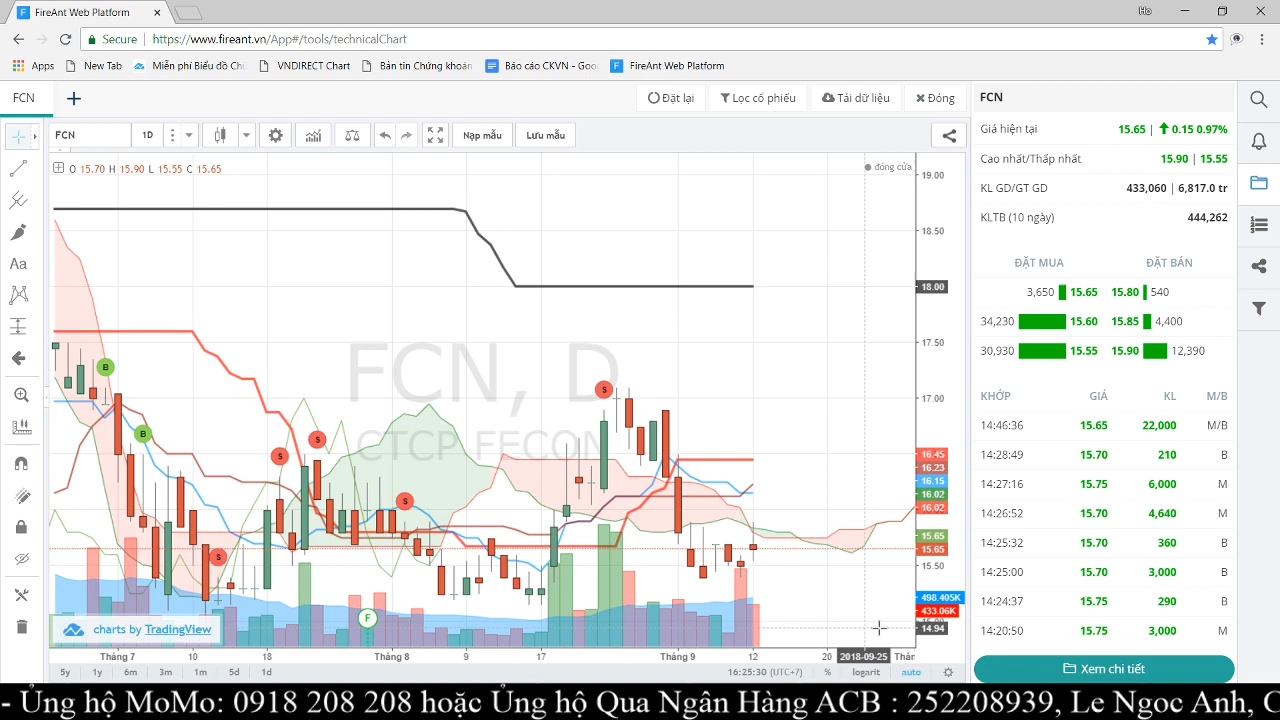 FireAnt Web Platform
Secure | https://www.fireant.vn/App#/tools/technicalChart
Apps New Tab Miễn phí Biểu đồ Chu VNDIRECT Chart Bản tin Chứng khoán Báo cáo CKVN - Goo FireAnt Web Platform
FCN
Đặt lại Lọc cổ phiếu Tải dữ liệu Đóng
FCN 1D Nạp mẫu Lưu mẫu
O 15.70 H 15.90 L 15.55 C 15.65
đóng cửa
FCN, D
CTCP FECON
B
B
S
S
S
S
S
F
19.00
18.50
18.00
17.50
17.00
16.45
16.23
16.15
16.02
16.02
15.65
15.65
15.50
498.405K
433.06K
14.94
charts by TradingView
Tháng 7 10 18 Tháng 8 9 17 Tháng 9 12 20 2018-09-25 Thán
5y 1y 6m 3m 1m 5d 1d 16:25:30 (UTC+7) % logarit auto
FCN
Giá hiện tại 15.65 | 0.15 0.97%
Cao nhất/Thấp nhất 15.90 | 15.55
KL GD/GT GD 433,060 | 6,817.0 tr
KLTB (10 ngày) 444,262
ĐẶT MUA ĐẶT BÁN
3,650 15.65 15.80 540
34,230 15.60 15.85 4,400
30,930 15.55 15.90 12,390
KHỚP GIÁ KL M/B
14:46:36 15.65 22,000 M/B
14:28:49 15.70 210 B
14:27:16 15.75 6,000 M
14:26:52 15.70 4,640 M
14:25:32 15.70 360 B
14:25:00 15.70 3,000 B
14:24:37 15.75 290 B
14:20:50 15.75 3,000 M
Xem chi tiết
- Ủng hộ MoMo: 0918 208 208 hoặc Ủng hộ Qua Ngân Hàng ACB : 252208939, Le Ngoc Anh, C